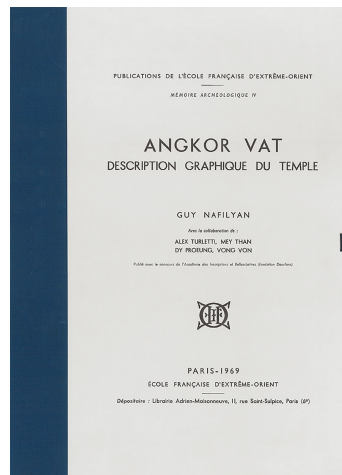 PUBLICATIONS DE L'ÉCOLE FRANÇAISE D'EXTRÊME-ORIENT
MÉMOIRE ARCHÉOLOGIQUE IV
ANGKOR VAT
DESCRIPTION GRAPHIQUE DU TEMPLE
GUY NAFILYAN
Avec la collaboration de :
ALEX TURLETTI, MEY THAN
DY PROEUNG, VONG VON
Publié avec le concours de l'Académie des Inscriptions et Belles-Lettres (fondation Dourlans)
PARIS-1969
ÉCOLE FRANÇAISE D'EXTRÊME-ORIENT
Dépositaire : Librairie Adrien-Maisonneuve, 11, rue Saint-Sulpice, Paris (6e)